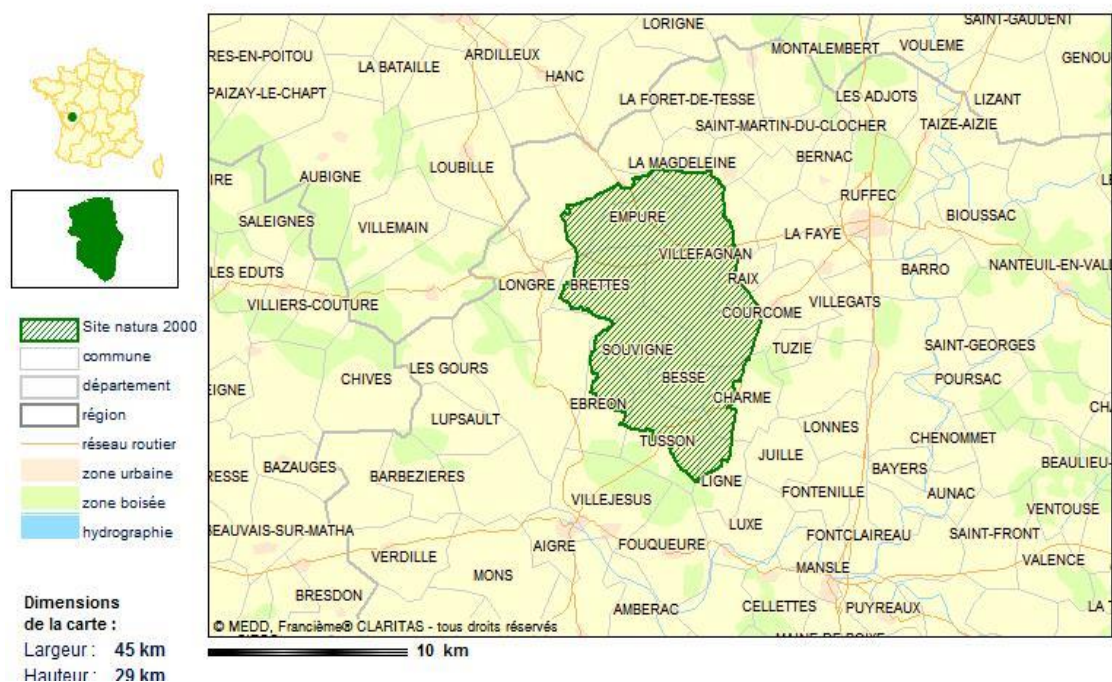 LORIGNE
SAINT-GAUDENT
MONTALEMBERT
VOULEME
RES-EN-POITOU
ARDILLEUX
GENOU
LA BATAILLE
HANC
PAIZAY-LE-CHAPT
LA FORET-DE-TESSE
LES ADJOTS
LIZANT
SAINT-MARTIN-DU-CLOCHER
TAIZE-AIZIE
LOUBILLE
LA MAGDELEINE
BERNAC
IRE
AUBIGNE
LE
RUFFEC
SALEIGNES
VILLEMAIN
EMPURE
BIOUSSAC
LA FAYE
VILLEFAGNAN
LES EDUTS
LONGRE
BRETTES
RAIX
BARRO
NANTEUIL-EN-VALL
VILLIERS-COUTURE
COURCOME
VILLEGATS
SOUVIGNE
TUZIE
SAINT-GEORGES
EIGNE
CHIVES
LES GOURS
BESSE
POURSAC
EBREON
CHARME
CHA
LUPSAULT
LONNES
TUSSON
CHENOMMET
JUILLE
BAZAUGES
BAYERS
BEAULIEU-
RESSE
BARBEZIERES
LIGNE
FONTENILLE
AUNAC
VILLEJESUS
VENTOUSE
BEAUVAIS-SUR-MATHA
LUXE
FONTCLAIREAU
SAINT-FRONT
VERDILLE
AIGRE
FOUQUEURE
VALENCE
MONS
MANSLE
BRESDON
AMBERAC
CELLETTES
PUYREAUX
LA T
© MEDD, Francième® CLARITAS - tous droits réservés
MAINE-DE-BOIXE
10 km
Site natura 2000
commune
département
région
réseau routier
zone urbaine
zone boisée
hydrographie
Dimensions
de la carte :
Largeur : 45 km
Hauteur : 29 km